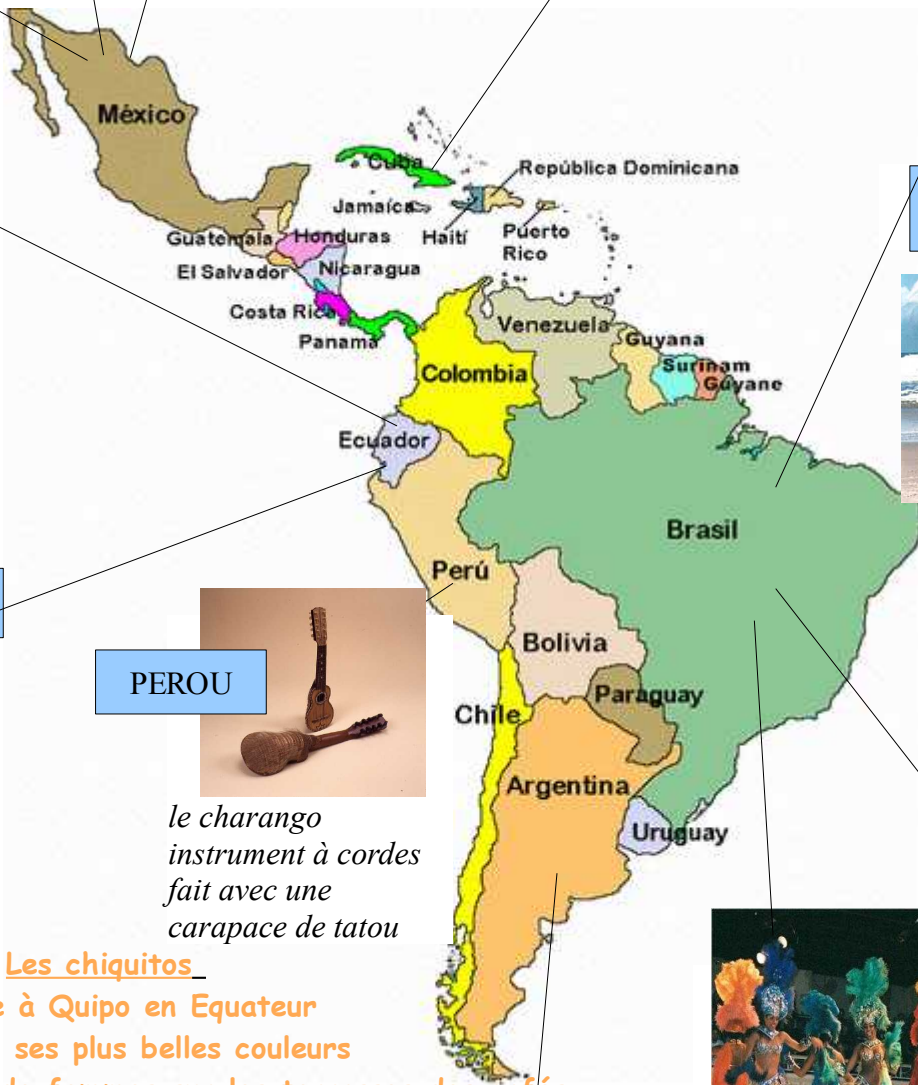 México
Cuba
República Dominicana
Jamaíca
Haití
Puerto
Rico
Guatemala
Honduras
El Salvador
Nicaragua
Costa Rica
Panama
Venezuela
Guyana
Surinam
Guyane
Colombia
Ecuador
Brasil
Perú
Bolivia
PEROU
Paraguay
Chile
Argentina
Uruguay
le charango
instrument à cordes
fait avec une
carapace de tatou
Les chiquitos
à Quipo en Equateur
ses plus belles couleurs